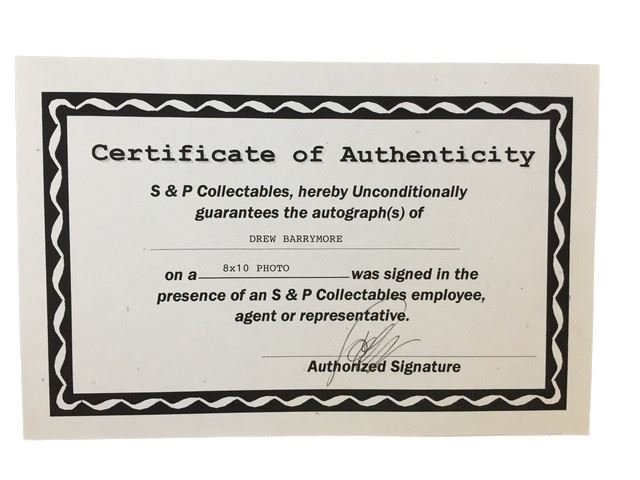 Certificate of Authenticity
S & P Collectables, hereby Unconditionally
guarantees the autograph(s) of
DREW BARRYMORE
on a 8x10 PHOTO was signed in the
presence of an S & P Collectables employee,
agent or representative.
Authorized Signature